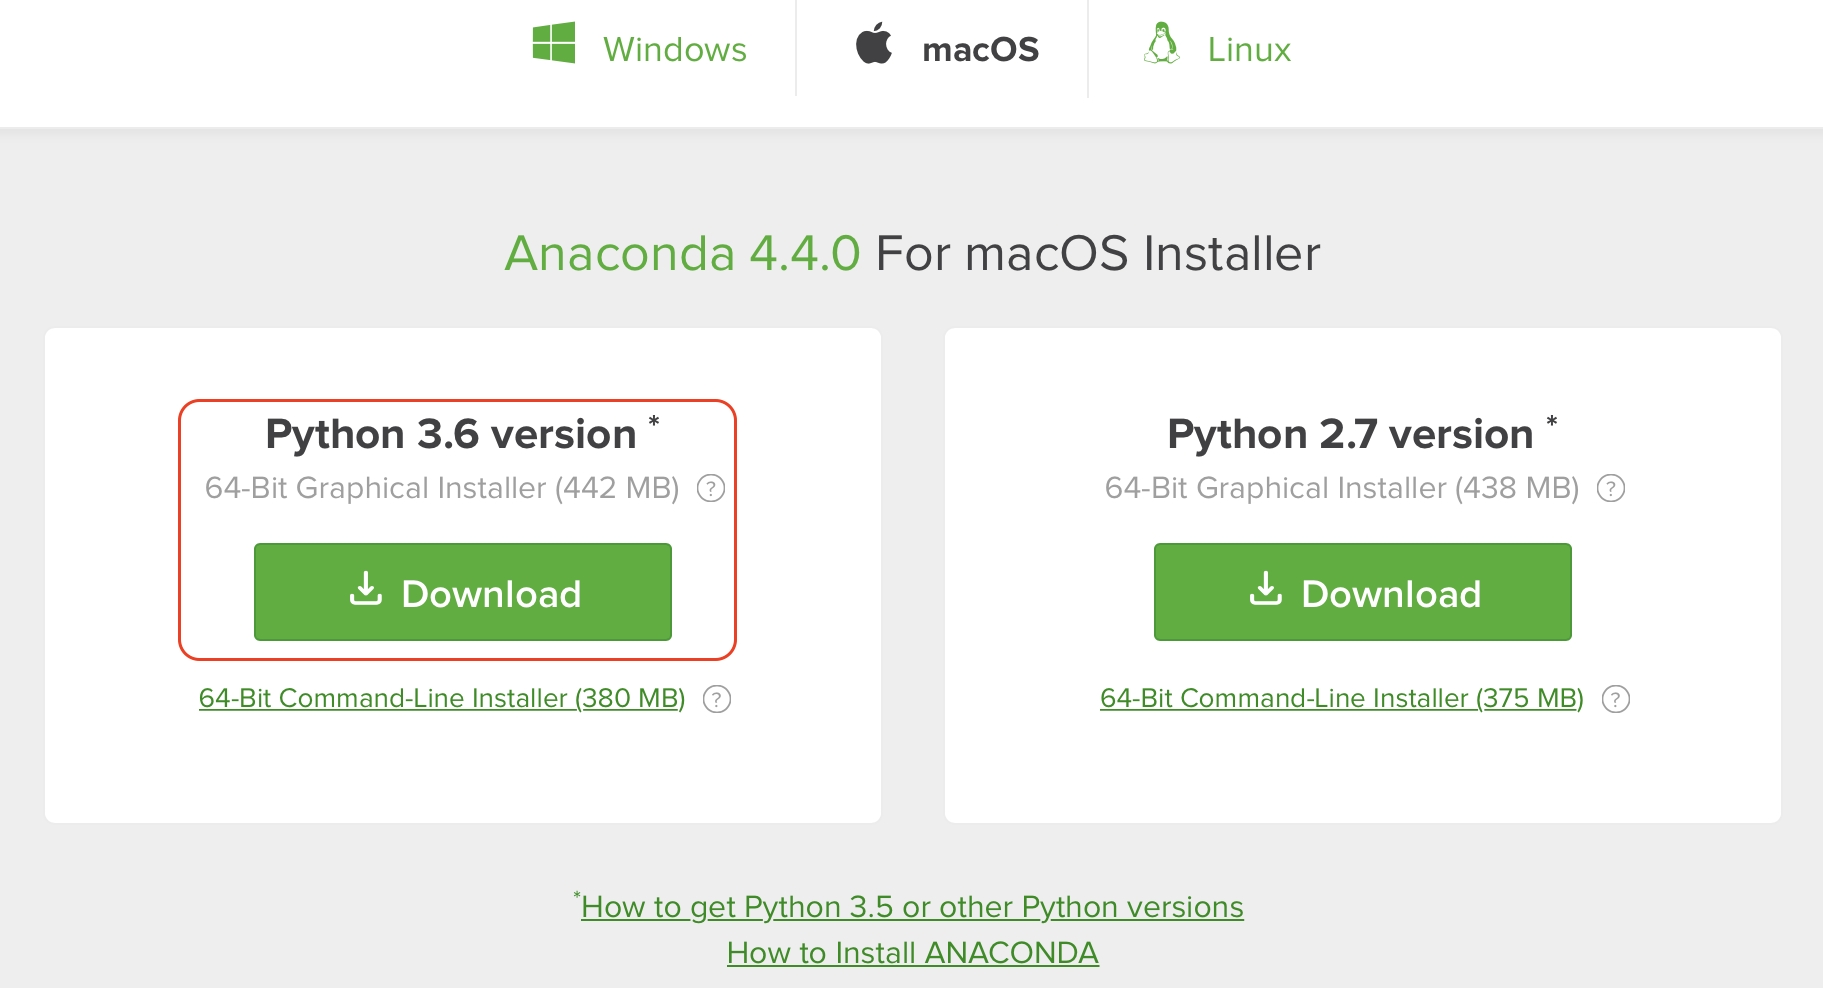 Windows
macOS
Linux
Anaconda 4.4.0 For macOS Installer
Python 3.6 version *
64-Bit Graphical Installer (442 MB) ?
Download
64-Bit Command-Line Installer (380 MB) ?
Python 2.7 version *
64-Bit Graphical Installer (438 MB) ?
Download
64-Bit Command-Line Installer (375 MB) ?
*How to get Python 3.5 or other Python versions
How to Install ANACONDA